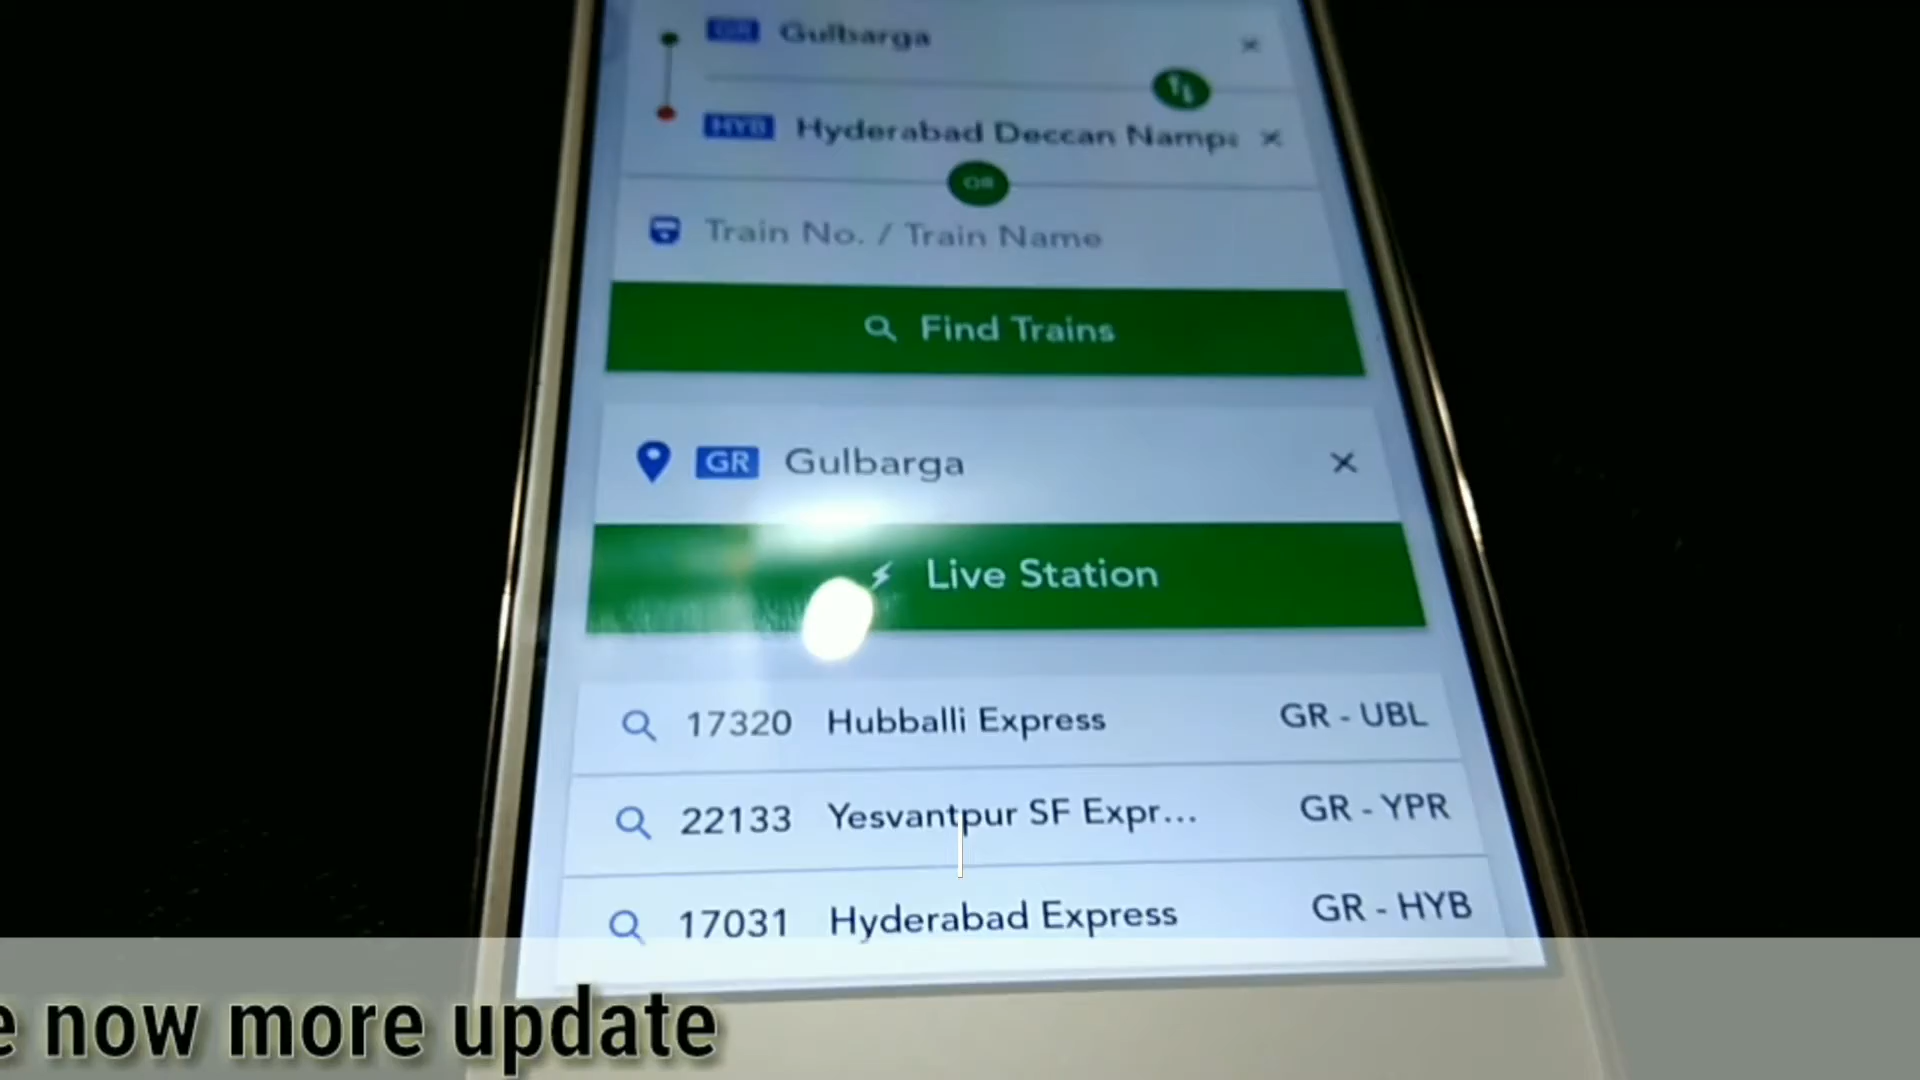 GR Gulbarga
HYB Hyderabad Deccan Namp
OR
Train No. / Train Name
Find Trains
GR Gulbarga
Live Station
17320 Hubballi Express GR - UBL
22133 Yesvantpur SF Expr... GR - YPR
17031 Hyderabad Express GR - HYB
e now more update